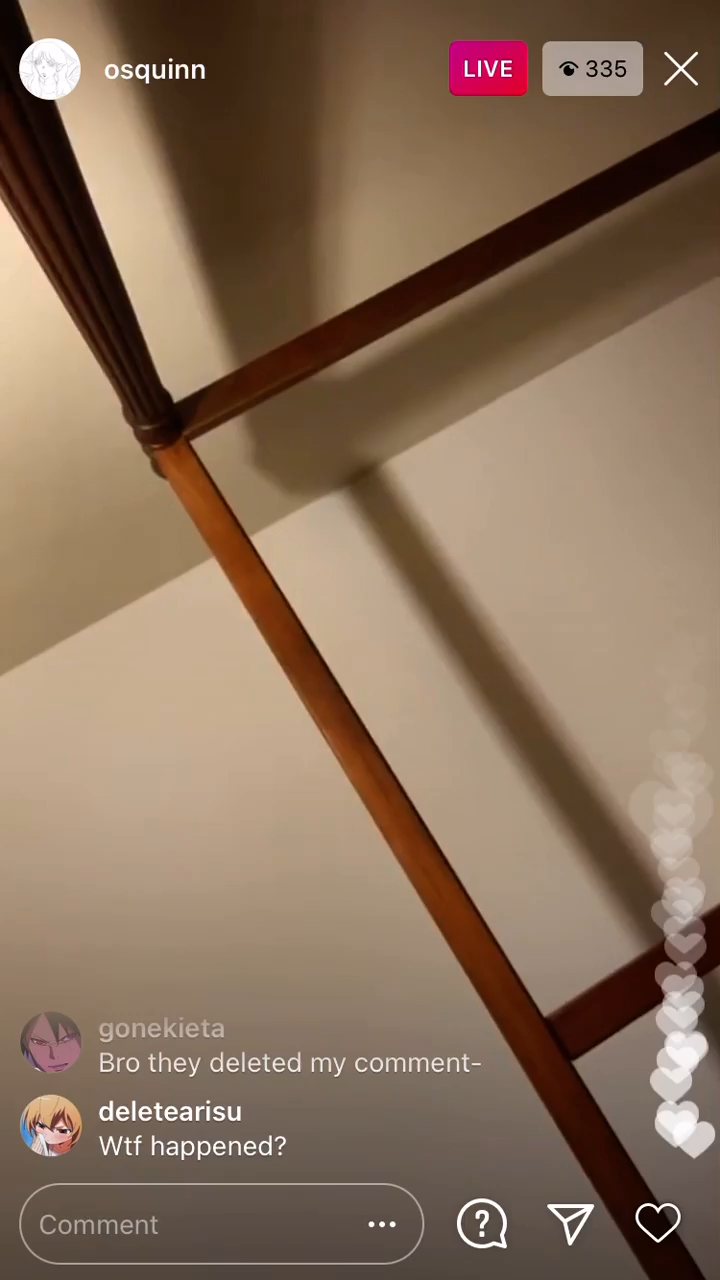 osquinn
LIVE
335
gonekieta
Bro they deleted my comment-
deletearisu
Wtf happened?
Comment